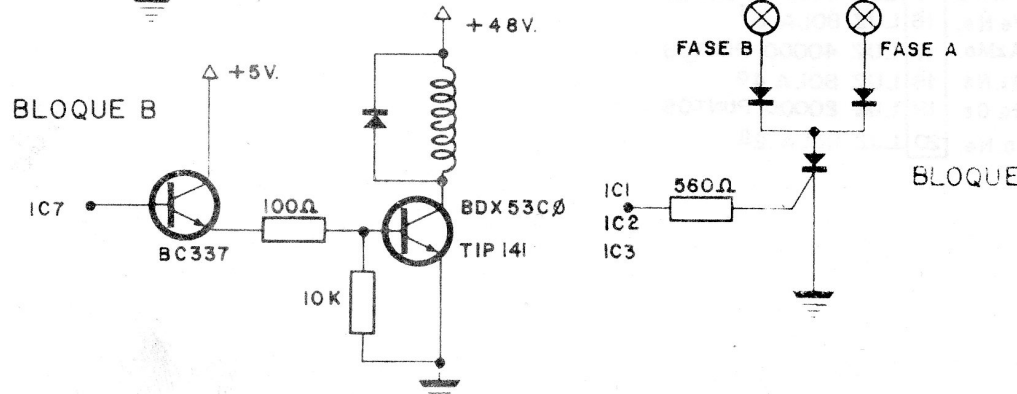 +48V.
FASE B
FASE A
+5V.
BLOQUE B
IC7
BC337
100Ω
BDX53CØ
TIP 141
10K
IC1
IC2
IC3
560Ω
BLOQUE